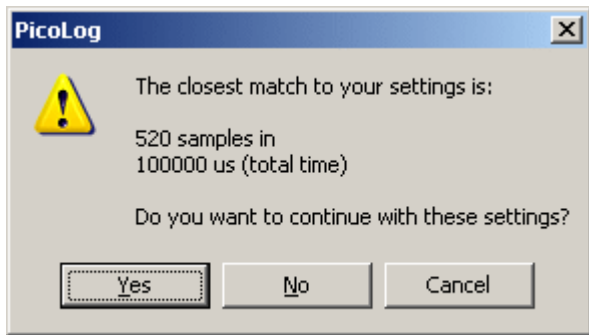 PicoLog
The closest match to your settings is:
520 samples in
100000 us (total time)
Do you want to continue with these settings?
Yes
No
Cancel